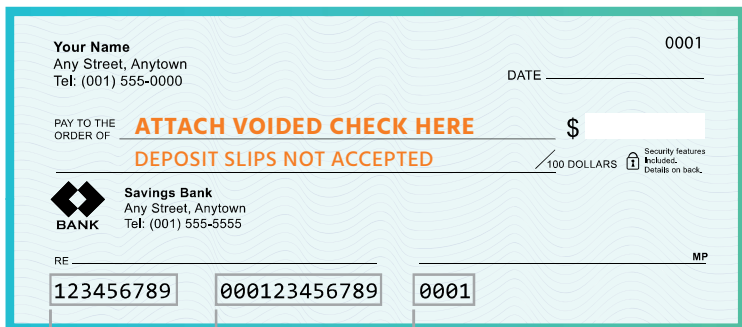 Your Name
0001
Any Street, Anytown
Tel: (001) 555-0000
DATE
PAY TO THE
ORDER OF
ATTACH VOIDED CHECK HERE
$
DEPOSIT SLIPS NOT ACCEPTED
/100 DOLLARS
Security features
Included.
Details on back.
Savings Bank
Any Street, Anytown
Tel: (001) 555-5555
BANK
RE
MP
123456789 000123456789 0001